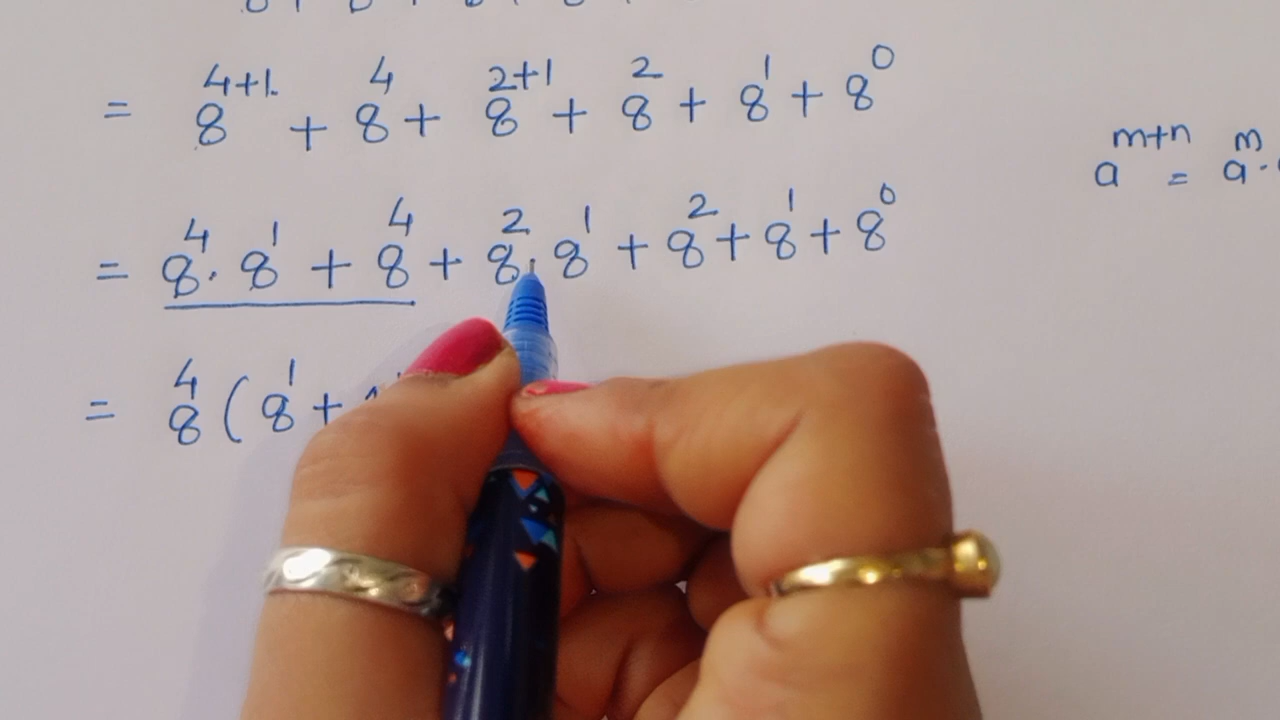 = 8^{4+1} + 8^4 + 8^{2+1} + 8^2 + 8^1 + 8^0
a^{m+n} = a^m ·
= 8^4 · 8^1 + 8^4 + 8^2 · 8^1 + 8^2 + 8^1 + 8^0
= 8^4 ( 8^1 +